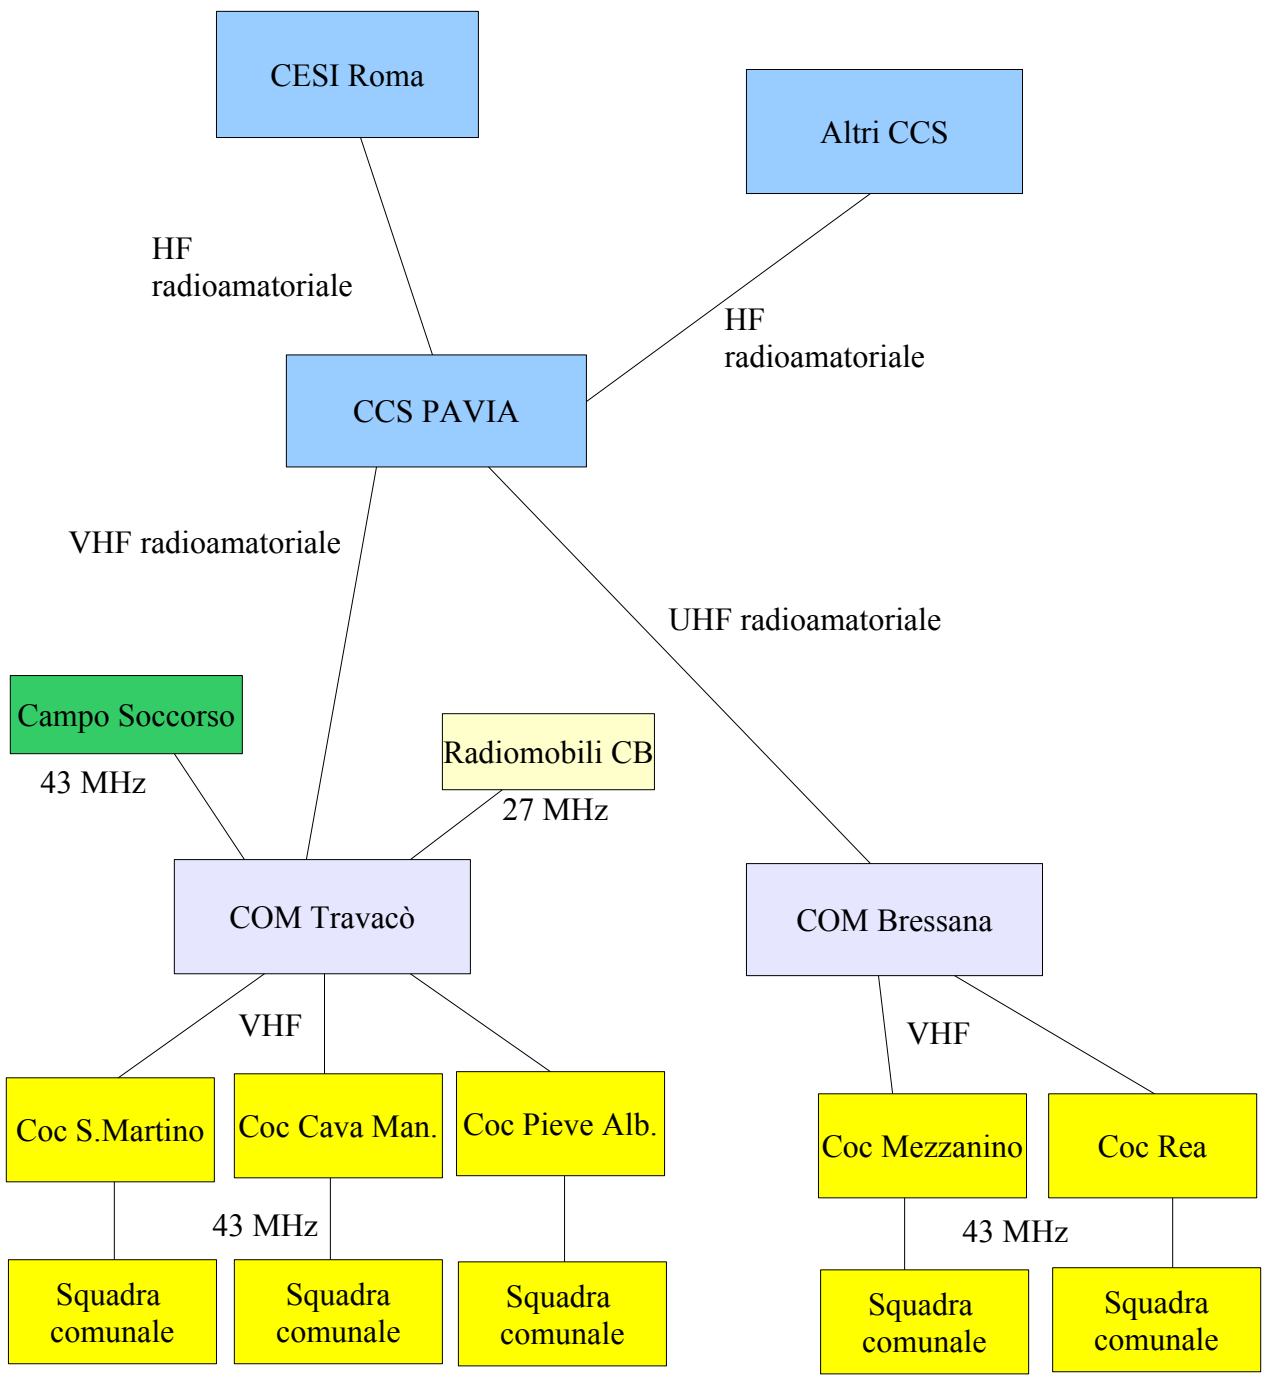 CESI Roma
Altri CCS
HF
radioamatoriale
HF
radioamatoriale
CCS PAVIA
VHF radioamatoriale
UHF radioamatoriale
Campo Soccorso
Radiomobili CB
43 MHz
27 MHz
COM Travacò
COM Bressana
VHF
VHF
Coc S.Martino
Coc Cava Man.
Coc Pieve Alb.
Coc Mezzanino
Coc Rea
43 MHz
43 MHz
Squadra
comunale
Squadra
comunale
Squadra
comunale
Squadra
comunale
Squadra
comunale